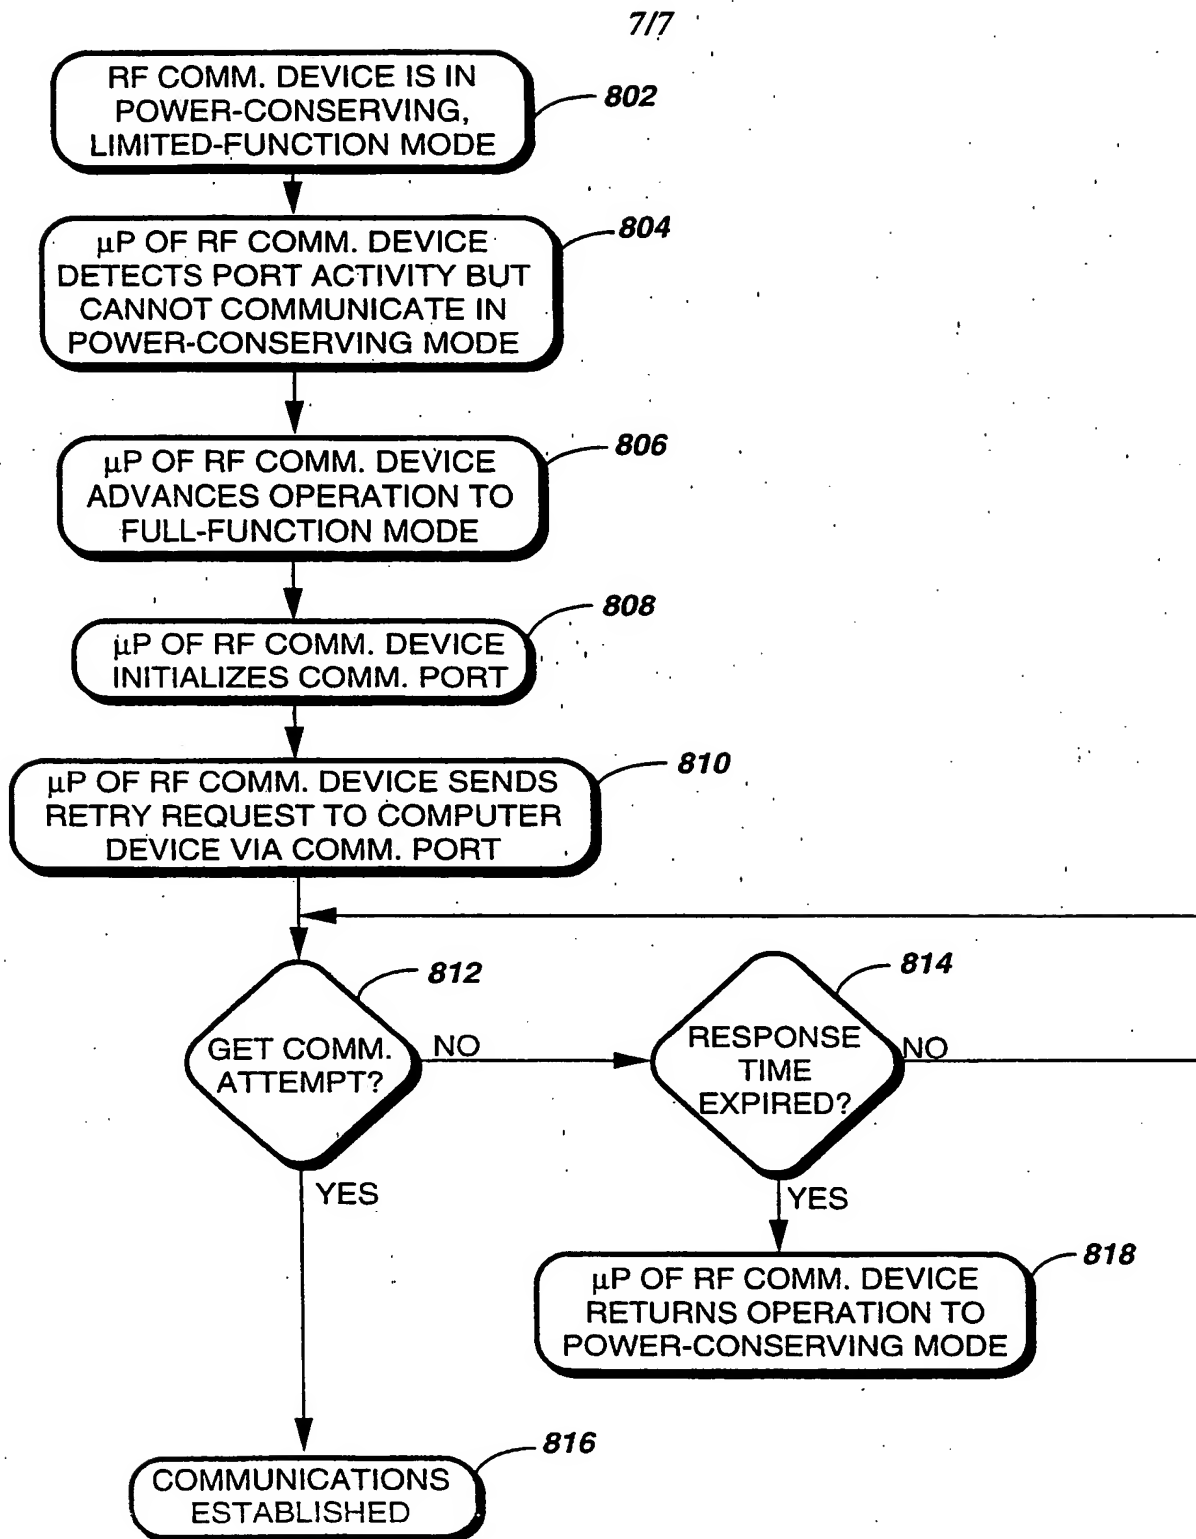 7/7
RF COMM. DEVICE IS IN
POWER-CONSERVING,
LIMITED-FUNCTION MODE
802
µP OF RF COMM. DEVICE
DETECTS PORT ACTIVITY BUT
CANNOT COMMUNICATE IN
POWER-CONSERVING MODE
804
µP OF RF COMM. DEVICE
ADVANCES OPERATION TO
FULL-FUNCTION MODE
806
µP OF RF COMM. DEVICE
INITIALIZES COMM. PORT
808
µP OF RF COMM. DEVICE SENDS
RETRY REQUEST TO COMPUTER
DEVICE VIA COMM. PORT
810
GET COMM.
ATTEMPT?
812
NO
RESPONSE
TIME
EXPIRED?
814
NO
YES
YES
µP OF RF COMM. DEVICE
RETURNS OPERATION TO
POWER-CONSERVING MODE
818
COMMUNICATIONS
ESTABLISHED
816